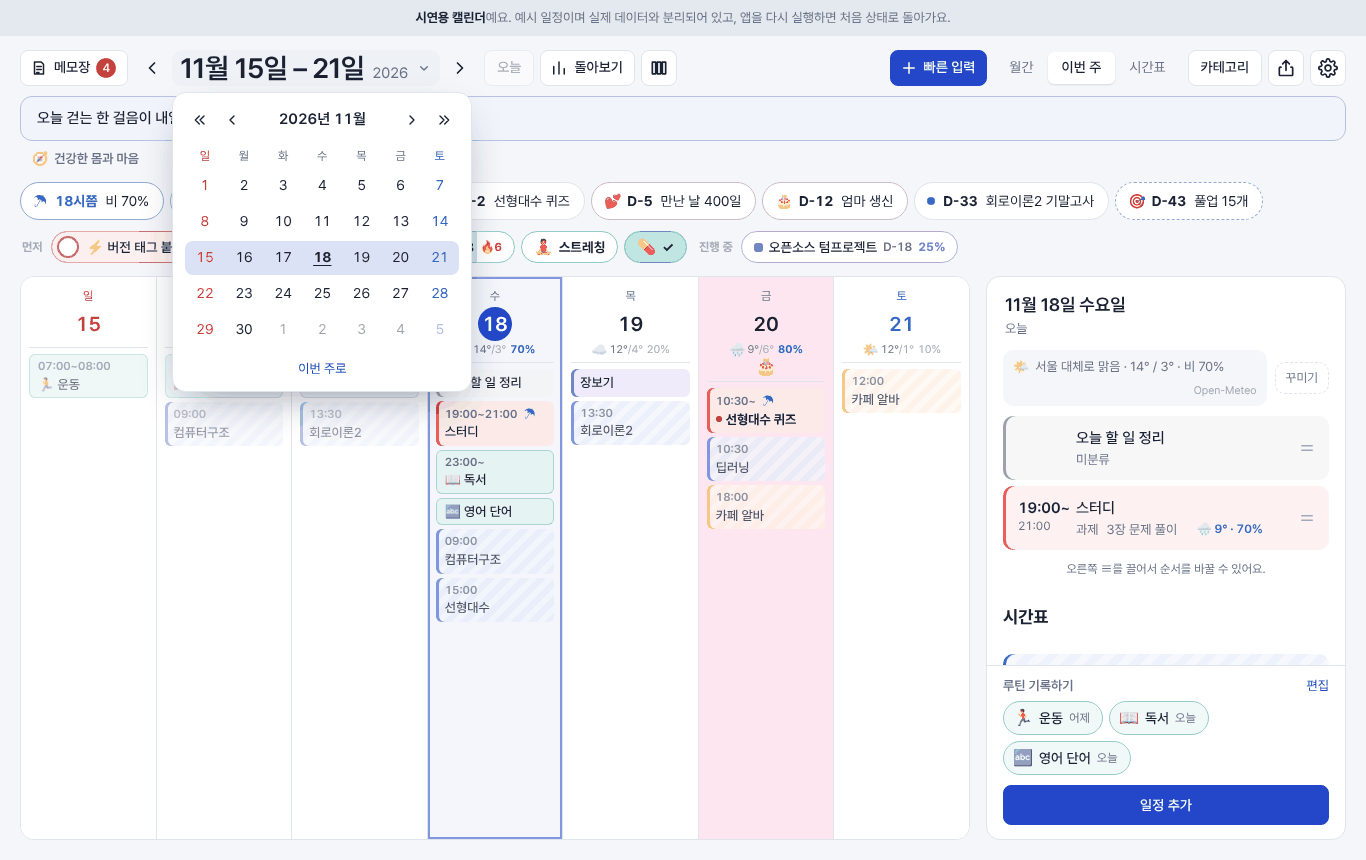 시연용 캘린더예요. 예시 일정이며 실제 데이터와 분리되어 있고, 앱을 다시 실행하면 처음 상태로 돌아가요.
메모장 4
11월 15일 – 21일 2026
오늘
돌아보기
빠른 입력
월간
이번 주
시간표
카테고리
오늘 걷는 한 걸음이
건강한 몸과 마음
2026년 11월
일 월 화 수 목 금 토
1 2 3 4 5 6 7
8 9 10 11 12 13 14
15 16 17 18 19 20 21
22 23 24 25 26 27 28
29 30 1 2 3 4 5
이번 주로
18시쯤 비 70%
-2 선형대수 퀴즈
D-5 만난 날 400일
D-12 엄마 생신
D-33 회로이론2 기말고사
D-43 풀업 15개
먼저
버전 태그
6
스트레칭
진행 중
오픈소스 텀프로젝트 D-18 25%
일
15
07:00~08:00
운동
09:00
컴퓨터구조
13:30
회로이론2
수
18
14°/3° 70%
할 일 정리
19:00~21:00
스터디
23:00~
독서
abc 영어 단어
09:00
컴퓨터구조
15:00
선형대수
목
19
12°/4° 20%
장보기
13:30
회로이론2
금
20
9°/6° 80%
10:30~
선형대수 퀴즈
10:30
딥러닝
18:00
카페 알바
토
21
12°/1° 10%
12:00
카페 알바
11월 18일 수요일
오늘
서울 대체로 맑음 · 14° / 3° · 비 70%
Open-Meteo
꾸미기
오늘 할 일 정리
미분류
19:00~ 스터디
21:00 과제 3장 문제 풀이 9° · 70%
오른쪽 ≡를 끌어서 순서를 바꿀 수 있어요.
시간표
루틴 기록하기
편집
운동 어제
독서 오늘
abc 영어 단어 오늘
일정 추가